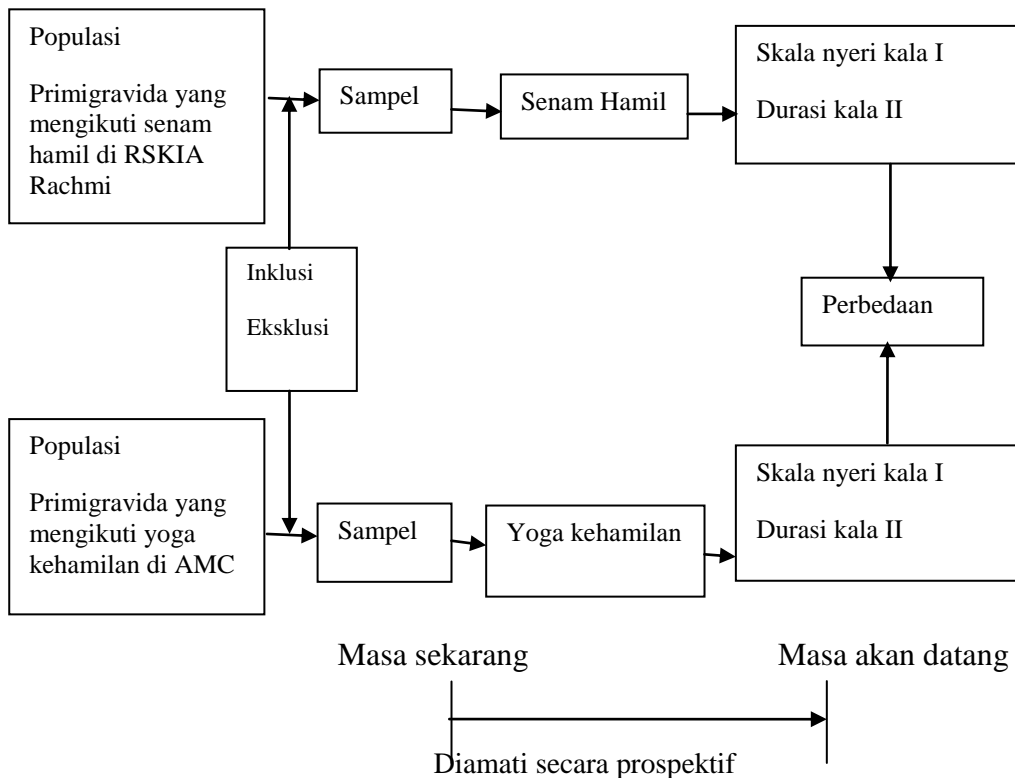 Populasi
Primigravida yang
mengikuti senam
hamil di RSKIA
Rachmi
Sampel
Senam Hamil
Skala nyeri kala I
Durasi kala II
Inklusi
Eksklusi
Perbedaan
Populasi
Primigravida yang
mengikuti yoga
kehamilan di AMC
Sampel
Yoga kehamilan
Skala nyeri kala I
Durasi kala II
Masa sekarang
Masa akan datang
Diamati secara prospektif